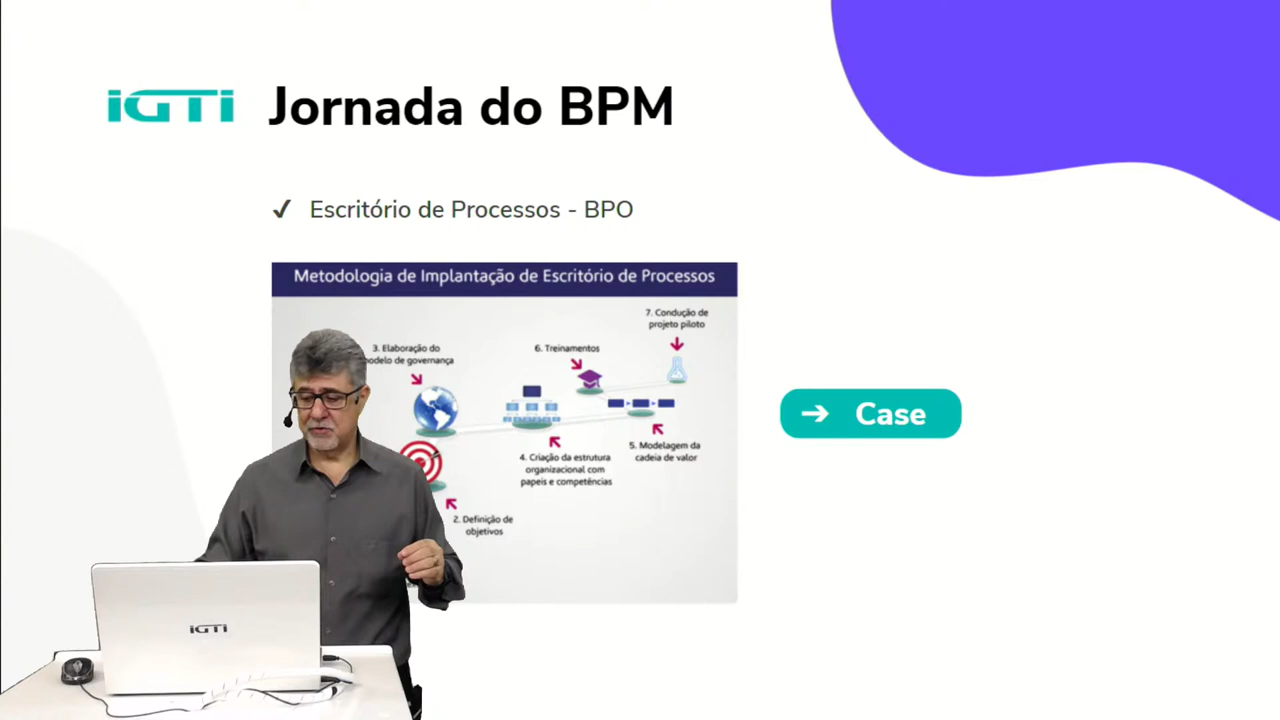 iGTi
Jornada do BPM
✓ Escritório de Processos - BPO
Metodologia de Implantação de Escritório de Processos
7. Condução de
projeto piloto
3. Elaboração do
modelo de governança
6. Treinamentos
➔ Case
5. Modelagem da
cadeia de valor
4. Criação da estrutura
organizacional com
papeis e competências
2. Definição de
objetivos
iGTi